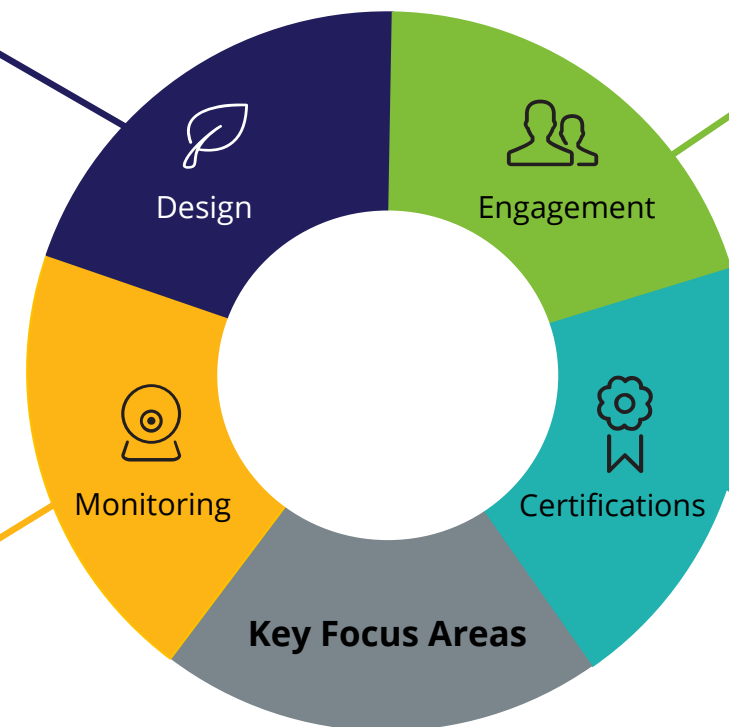 Design
Engagement
Monitoring
Certifications
Key Focus Areas